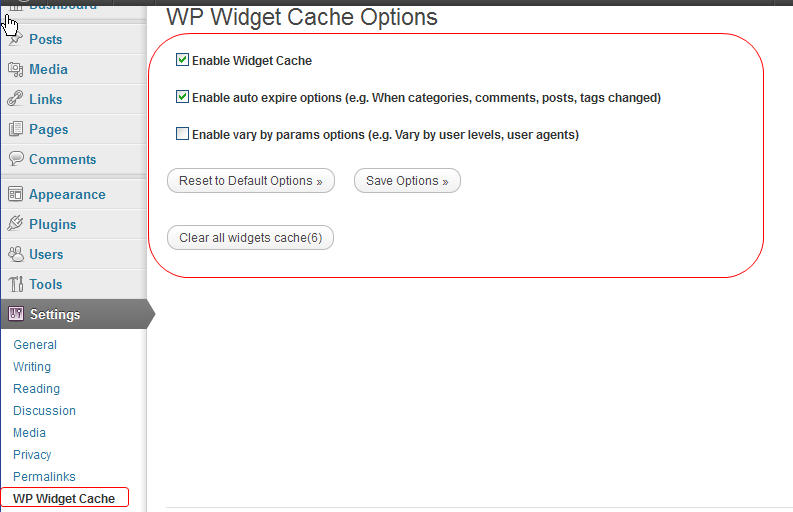 Dashboard
Posts
Media
Links
Pages
Comments
Appearance
Plugins
Users
Tools
Settings
General
Writing
Reading
Discussion
Media
Privacy
Permalinks
WP Widget Cache
WP Widget Cache Options
Enable Widget Cache
Enable auto expire options (e.g. When categories, comments, posts, tags changed)
Enable vary by params options (e.g. Vary by user levels, user agents)
Reset to Default Options » Save Options »
Clear all widgets cache(6)